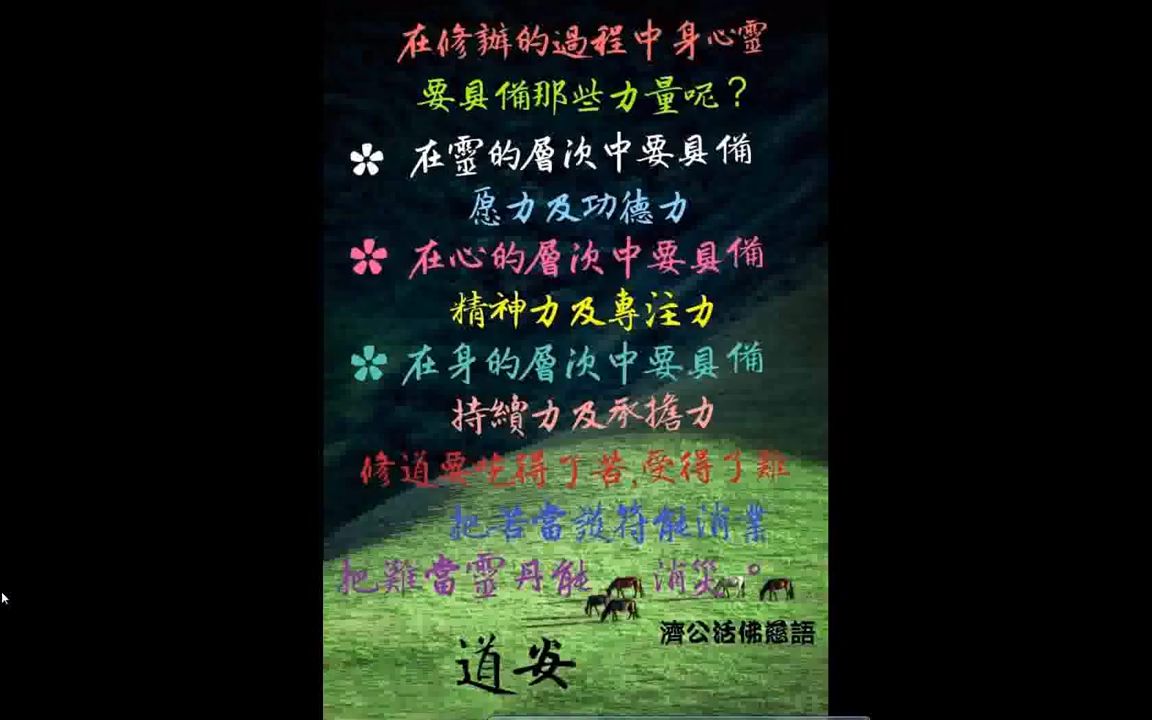 在修辦的過程中身心靈
要具備那些力量呢？
在靈的層次中要具備
愿力及功德力
在心的層次中要具備
精神力及專注力
在身的層次中要具備
持續力及承擔力
修道要吃得了苦,受得了難
把苦當護符能消業
把難當靈丹能 消災。
濟公活佛慈語
道安